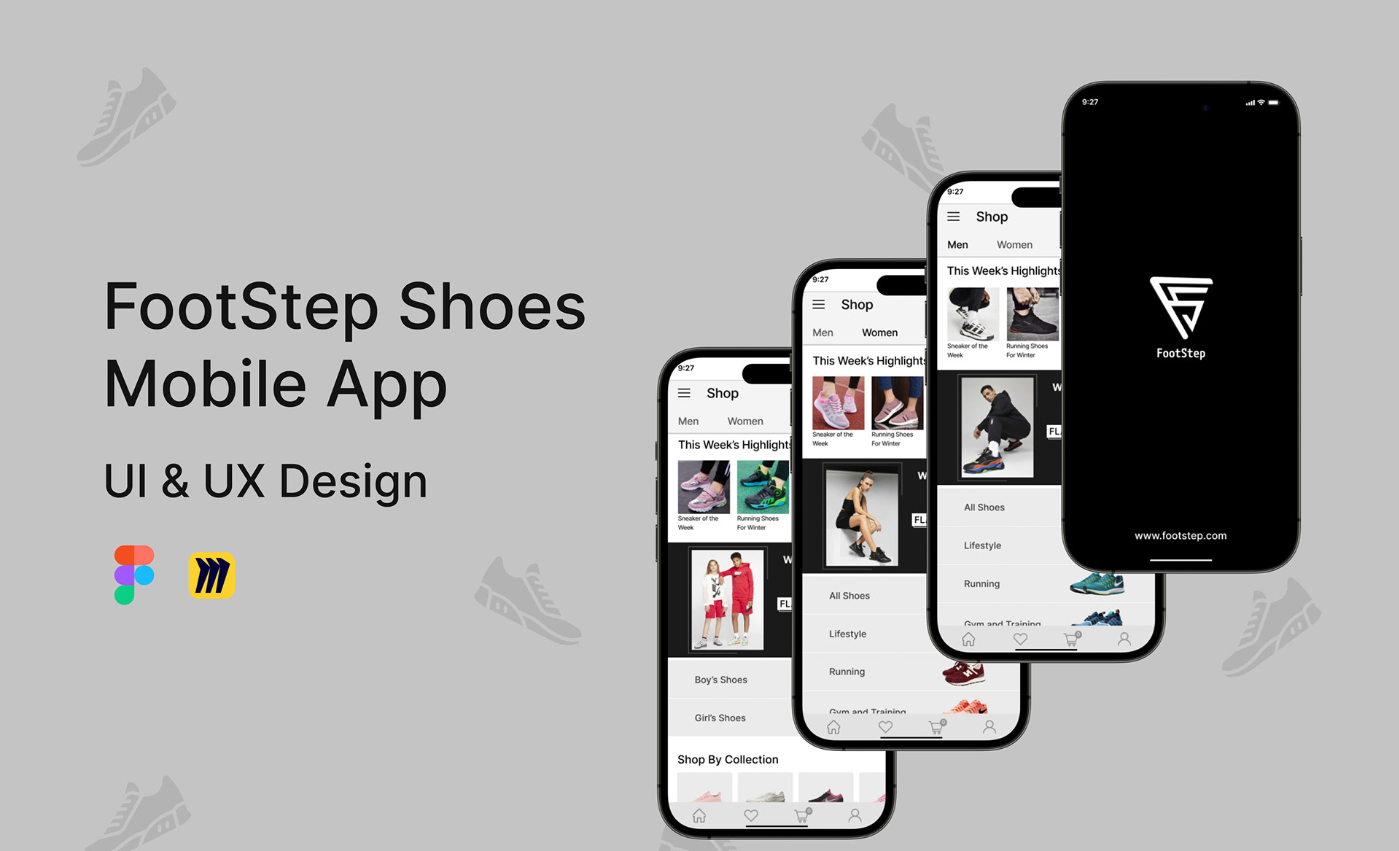 FootStep Shoes
Mobile App
UI & UX Design
9:27
Shop
Men
Women
This Week's Highlights
Sneaker of the
Week
Running Shoes
For Winter
W
FL
Boy's Shoes
Girl's Shoes
Shop By Collection
0
9:27
Shop
Men
Women
This Week's Highlights
Sneaker of the
Week
Running Shoes
For Winter
W
FL
All Shoes
Lifestyle
Running
Gym and Training
0
9:27
Shop
Men
Women
This Week's Highlights
Sneaker of the
Week
Running Shoes
For Winter
W
FL
All Shoes
Lifestyle
Running
Gym and Training
0
9:27
FootStep
www.footstep.com